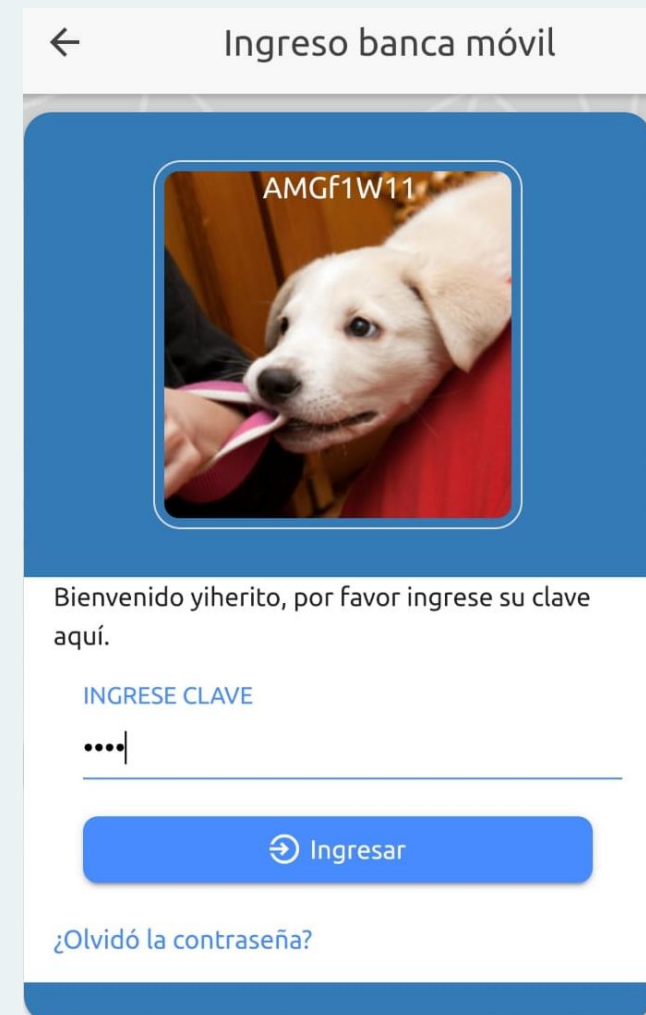 Ingreso banca móvil
AMGf1W11
Bienvenido yiherito, por favor ingrese su clave
aquí.
INGRESE CLAVE
••••
Ingresar
¿Olvidó la contraseña?